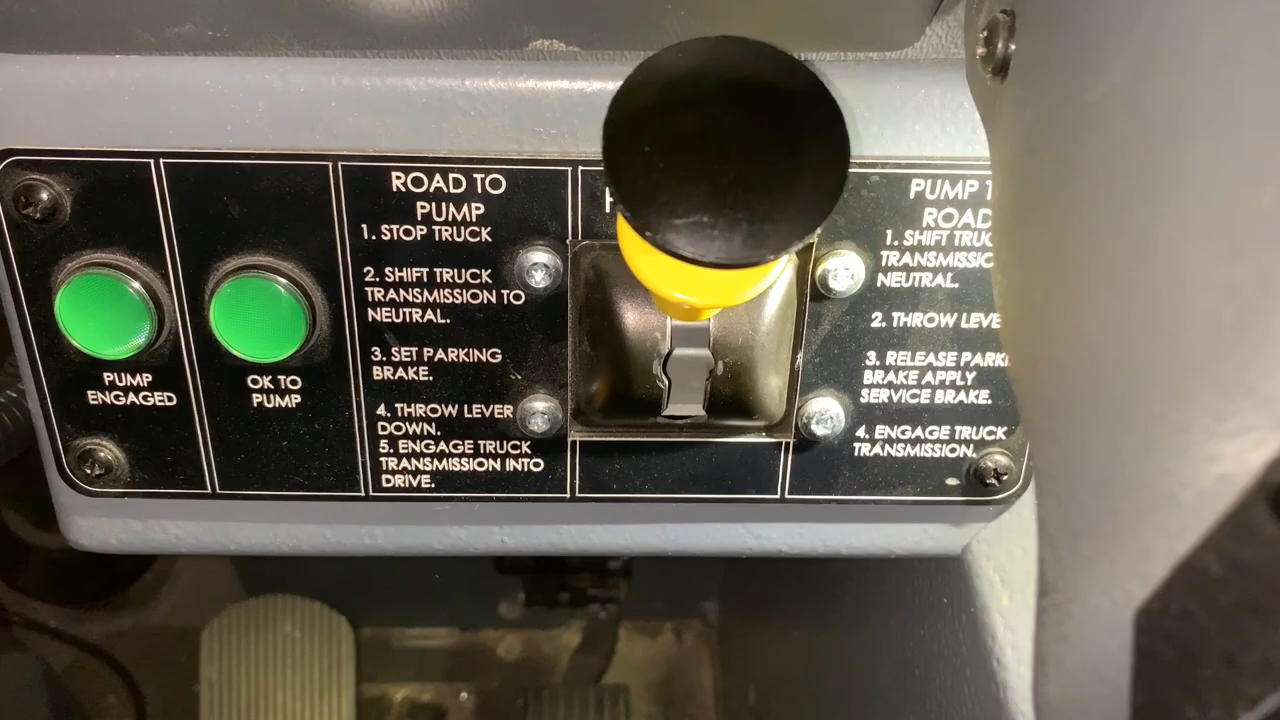 PUMP
ENGAGED
OK TO
PUMP
ROAD TO
PUMP
1. STOP TRUCK
2. SHIFT TRUCK
TRANSMISSION TO
NEUTRAL.
3. SET PARKING
BRAKE.
4. THROW LEVER
DOWN.
5. ENGAGE TRUCK
TRANSMISSION INTO
DRIVE.
PUMP
ROAD
1. SHIFT
NEUTRAL.
2. THROW
3. RELEASE
BRAKE APPLY
SERVICE BRAKE.
4. ENGAGE TRUCK
TRANSMISSION.